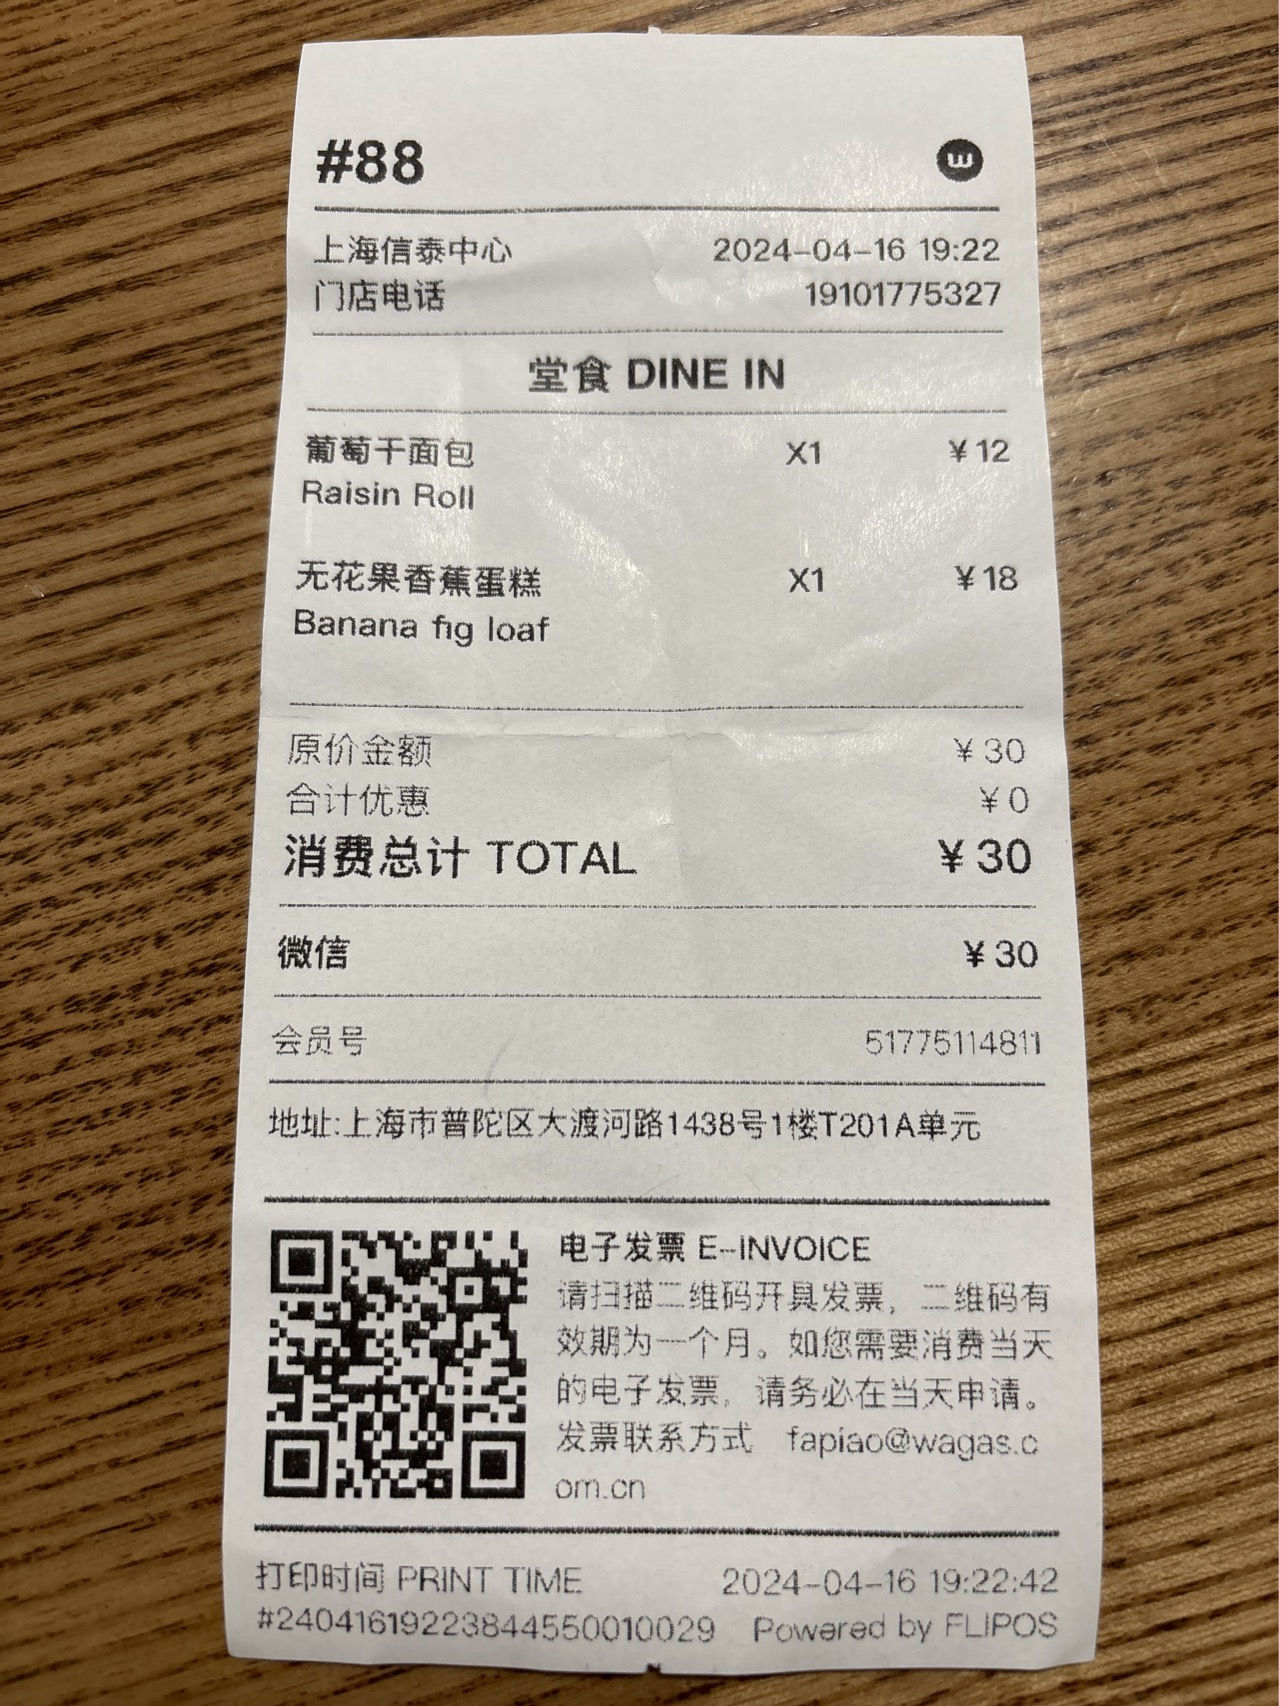 #88
上海信泰中心 2024-04-16 19:22
门店电话 19101775327
堂食 DINE IN
葡萄干面包 X1 ¥12
Raisin Roll
无花果香蕉蛋糕 X1 ¥18
Banana fig loaf
原价金额 ¥30
合计优惠 ¥0
消费总计 TOTAL ¥30
微信 ¥30
会员号 51775114811
地址:上海市普陀区大渡河路1438号1楼T201A单元
电子发票 E-INVOICE
请扫描二维码开具发票，二维码有
效期为一个月。如您需要消费当天
的电子发票，请务必在当天申请。
发票联系方式 fapiao@wagas.c
om.cn
打印时间 PRINT TIME 2024-04-16 19:22:42
#24041619223844550010029 Powered by FLIPOS